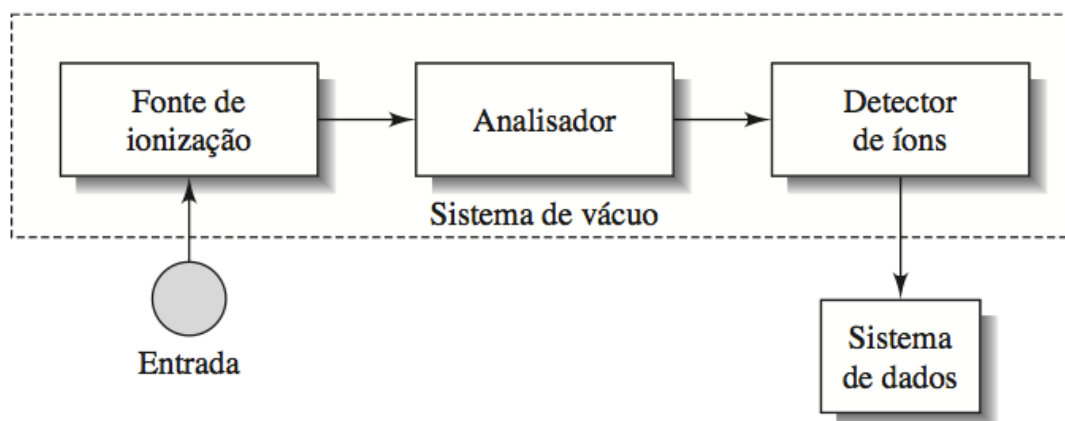 Fonte de
ionização
Analisador
Detector
de íons
Sistema de vácuo
Entrada
Sistema
de dados